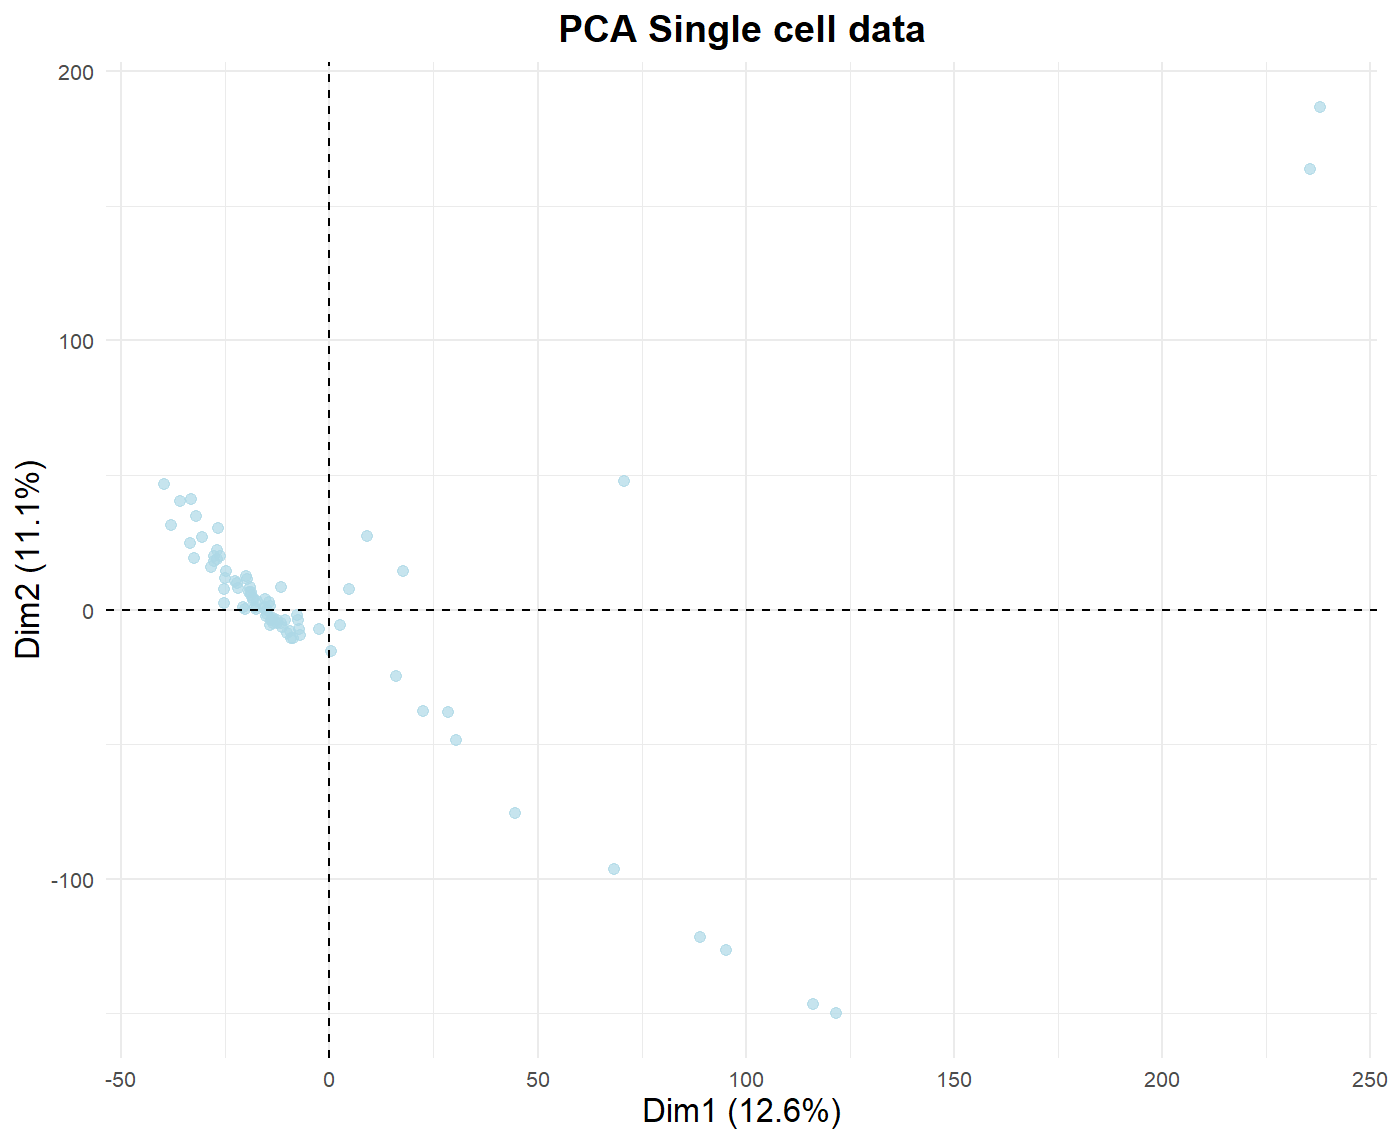 PCA Single cell data
200
100
0
-100
Dim2 (11.1%)
-50 0 50 100 150 200 250
Dim1 (12.6%)